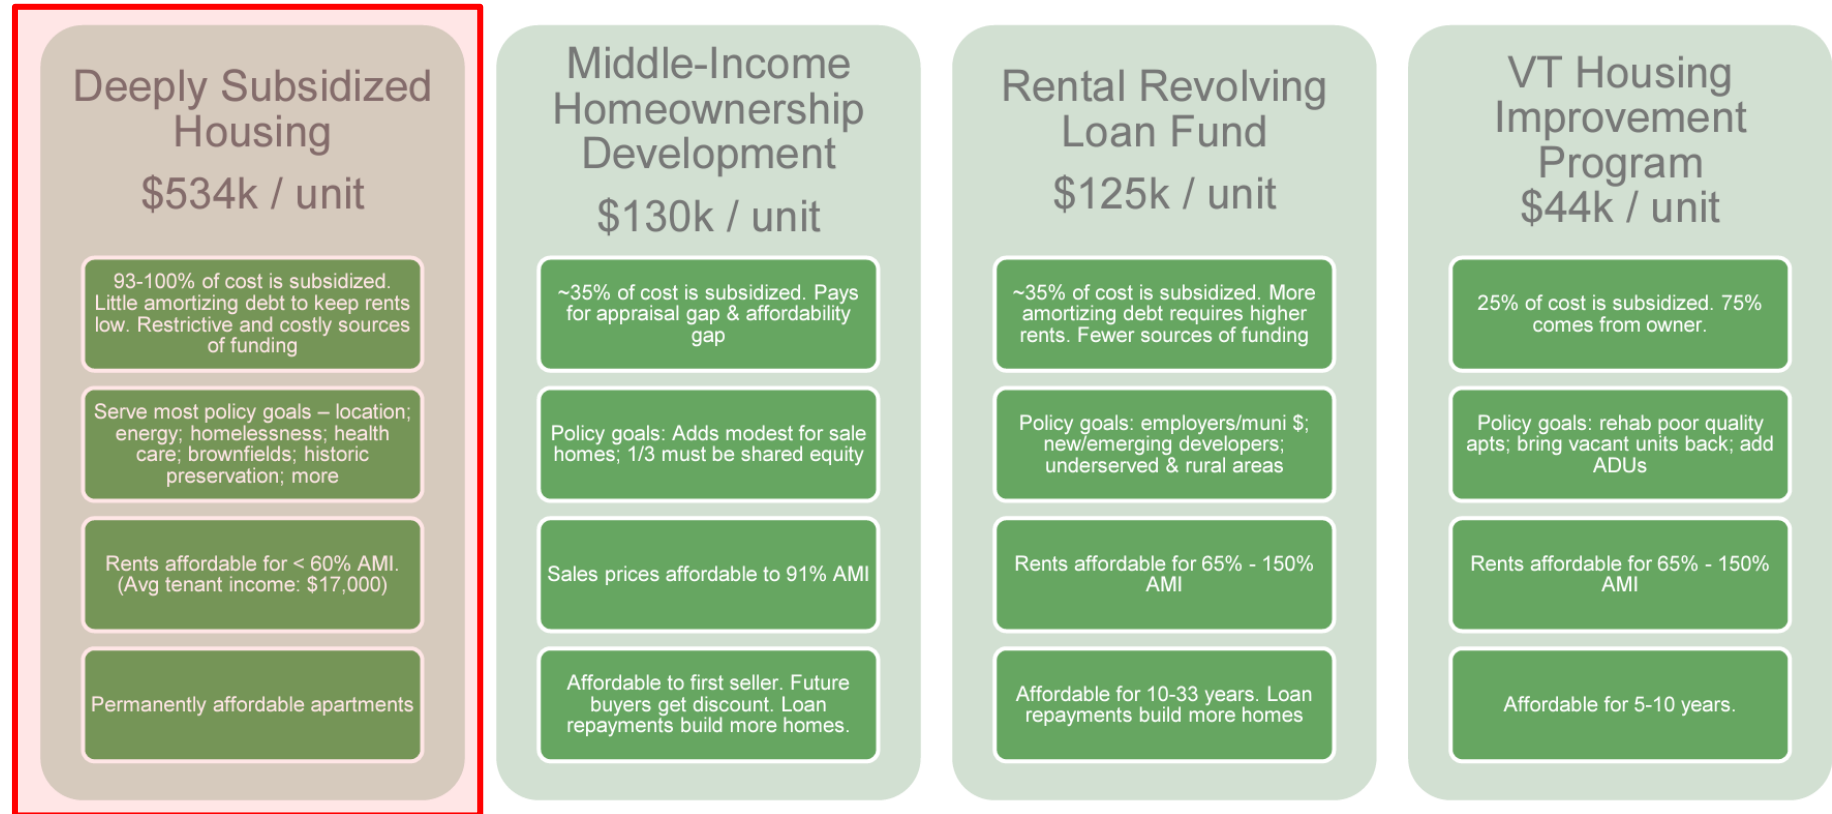 Deeply Subsidized
Housing
$534k / unit
93-100% of cost is subsidized.
Little amortizing debt to keep rents
low. Restrictive and costly sources
of funding
Serve most policy goals – location;
energy; homelessness; health
care; brownfields; historic
preservation; more
Rents affordable for < 60% AMI.
(Avg tenant income: $17,000)
Permanently affordable apartments
Middle-Income
Homeownership
Development
$130k / unit
~35% of cost is subsidized. Pays
for appraisal gap & affordability
gap
Policy goals: Adds modest for sale
homes; 1/3 must be shared equity
Sales prices affordable to 91% AMI
Affordable to first seller. Future
buyers get discount. Loan
repayments build more homes.
Rental Revolving
Loan Fund
$125k / unit
~35% of cost is subsidized. More
amortizing debt requires higher
rents. Fewer sources of funding
Policy goals: employers/muni $;
new/emerging developers;
underserved & rural areas
Rents affordable for 65% - 150%
AMI
Affordable for 10-33 years. Loan
repayments build more homes
VT Housing
Improvement
Program
$44k / unit
25% of cost is subsidized. 75%
comes from owner.
Policy goals: rehab poor quality
apts; bring vacant units back; add
ADUs
Rents affordable for 65% - 150%
AMI
Affordable for 5-10 years.